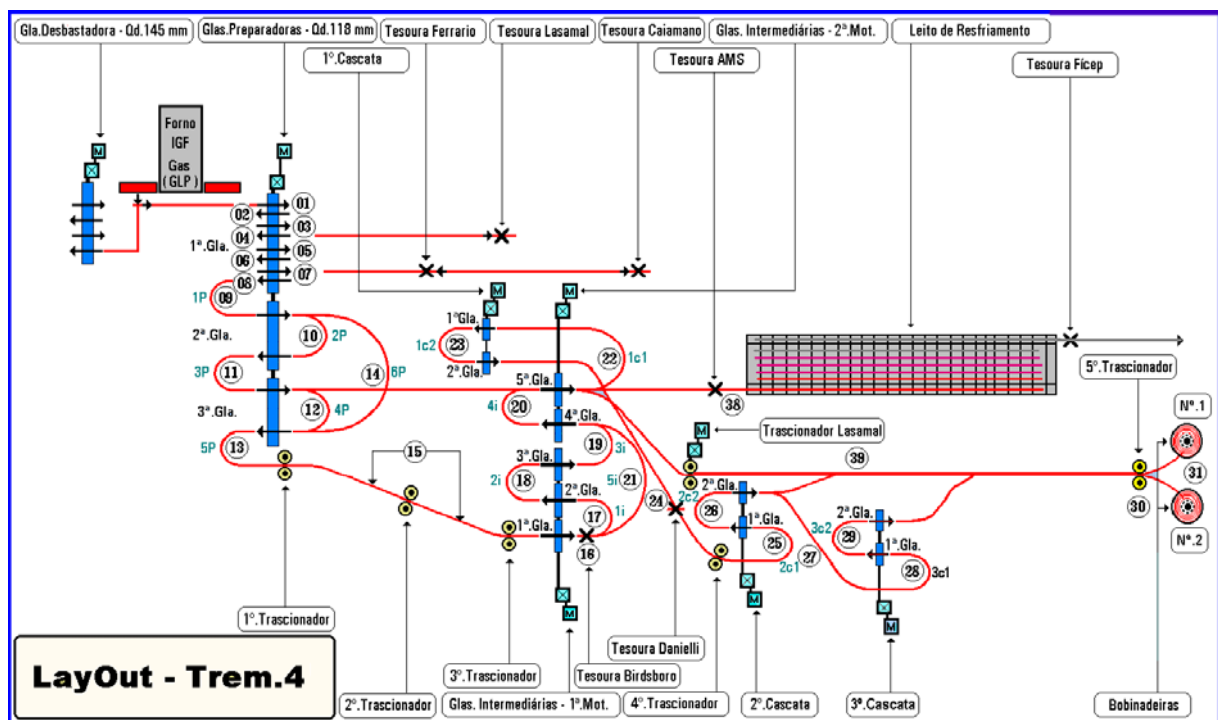 Gla.Desbastadora - Qd.145 mm
Glas.Preparadoras - Qd.118 mm
Tesoura Ferrario
Tesoura Lasamal
Tesoura Caiamano
Glas. Intermediárias - 2ª.Mot.
Leito de Resfriamento
1º.Cascata
Tesoura AMS
Tesoura Fícep
Forno
IGF
Gas
(GLP)
M
M
01
02
03
04
05
1ª.Gla.
06
07
08
1P
09
M
M
2ª.Gla.
10
2P
3P
11
14
6P
12
4P
3ª.Gla.
5P
13
15
1ªGla.
1c2
23
22
1c1
2ª.Gla.
5ª.Gla.
4i
20
4ª.Gla.
19
3i
3ª.Gla.
2i
18
5i
21
2ª.Gla.
17
1i
1ª.Gla.
16
38
M
Trascionador Lasamal
5º.Trascionador
Nº.1
39
31
30
Nº.2
24
2c2
2ª.Gla.
26
1ª.Gla.
25
2c1
27
3c2
2ª.Gla.
29
1ª.Gla.
28
3c1
M
M
M
1º.Trascionador
2º.Trascionador
3º.Trascionador
Glas. Intermediárias - 1ª.Mot.
Tesoura Birdsboro
Tesoura Danielli
4º.Trascionador
2º.Cascata
3º.Cascata
Bobinadeiras
LayOut - Trem.4